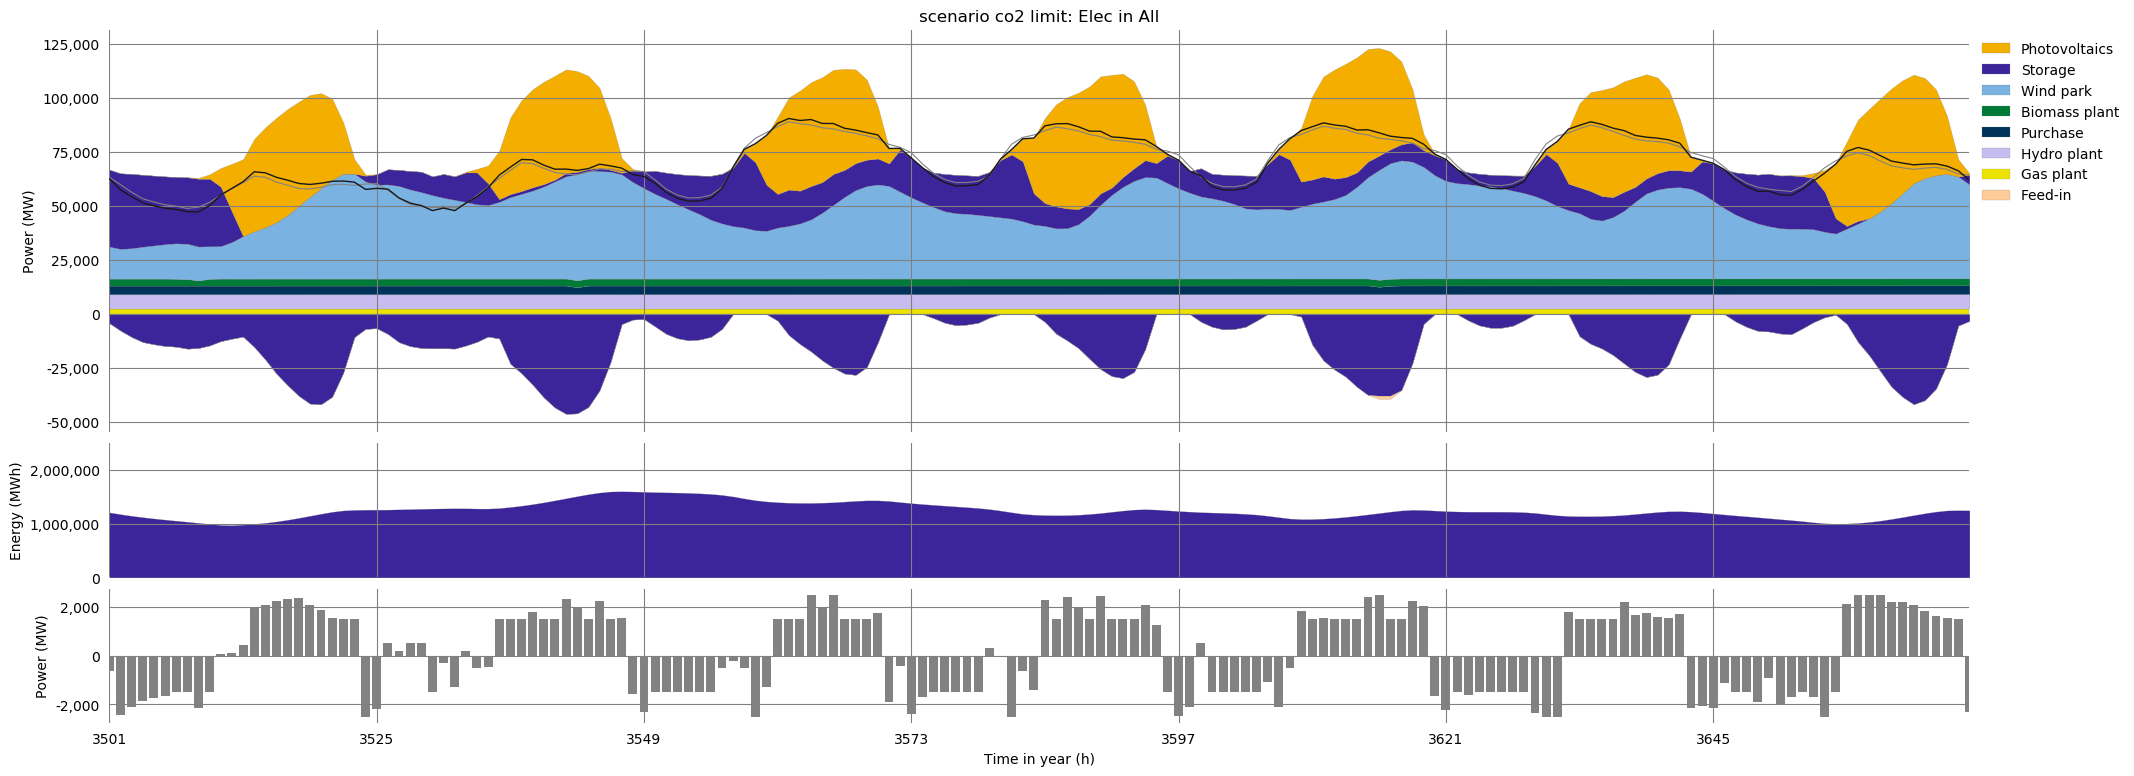 scenario co2 limit: Elec in All
125,000
100,000
75,000
50,000
25,000
0
-25,000
-50,000
Power (MW)
Photovoltaics
Storage
Wind park
Biomass plant
Purchase
Hydro plant
Gas plant
Feed-in
2,000,000
1,000,000
0
Energy (MWh)
2,000
0
-2,000
Power (MW)
3501
3525
3549
3573
3597
3621
3645
Time in year (h)